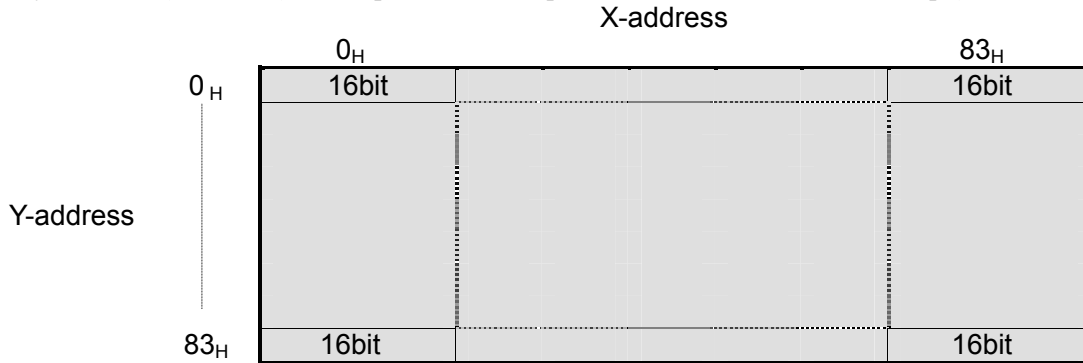 X-address
0H 83H
0 H 16bit 16bit
Y-address
83H 16bit 16bit